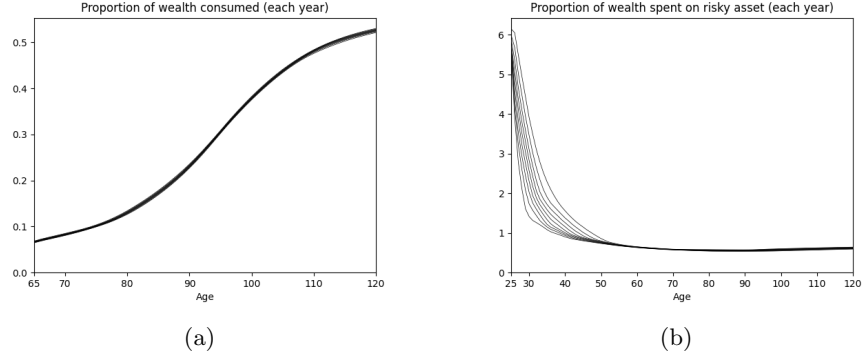 Proportion of wealth consumed (each year)
0.5
0.4
0.3
0.2
0.1
0.0
65 70 80 90 100 110 120
Age
(a)
Proportion of wealth spent on risky asset (each year)
6
5
4
3
2
1
0
25 30 40 50 60 70 80 90 100 110 120
Age
(b)